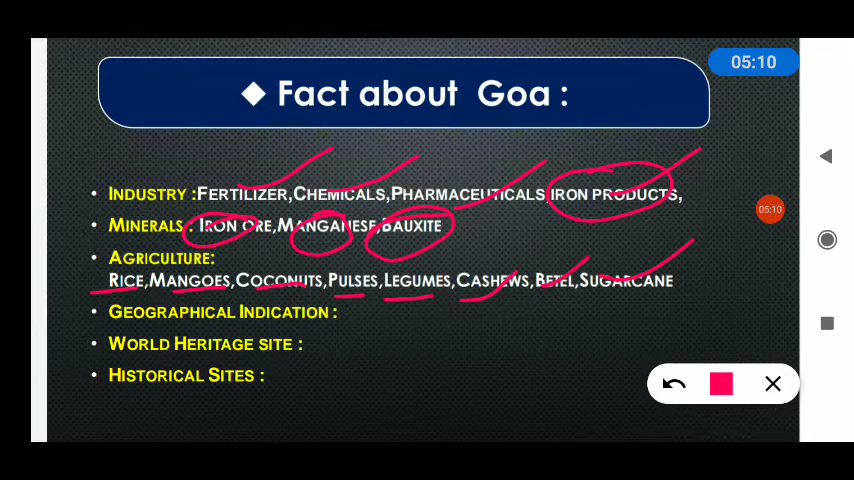 05:10
◆ Fact about Goa :
• INDUSTRY :FERTILIZER,CHEMICALS,PHARMACEUTICALS,IRON PRODUCTS,
05:10
• MINERALS: IRON ORE,MANGANESE,BAUXITE
• AGRICULTURE:
RICE,MANGOES,COCONUTS,PULSES,LEGUMES,CASHEWS,BETEL,SUGARCANE
• GEOGRAPHICAL INDICATION :
• WORLD HERITAGE SITE :
• HISTORICAL SITES :